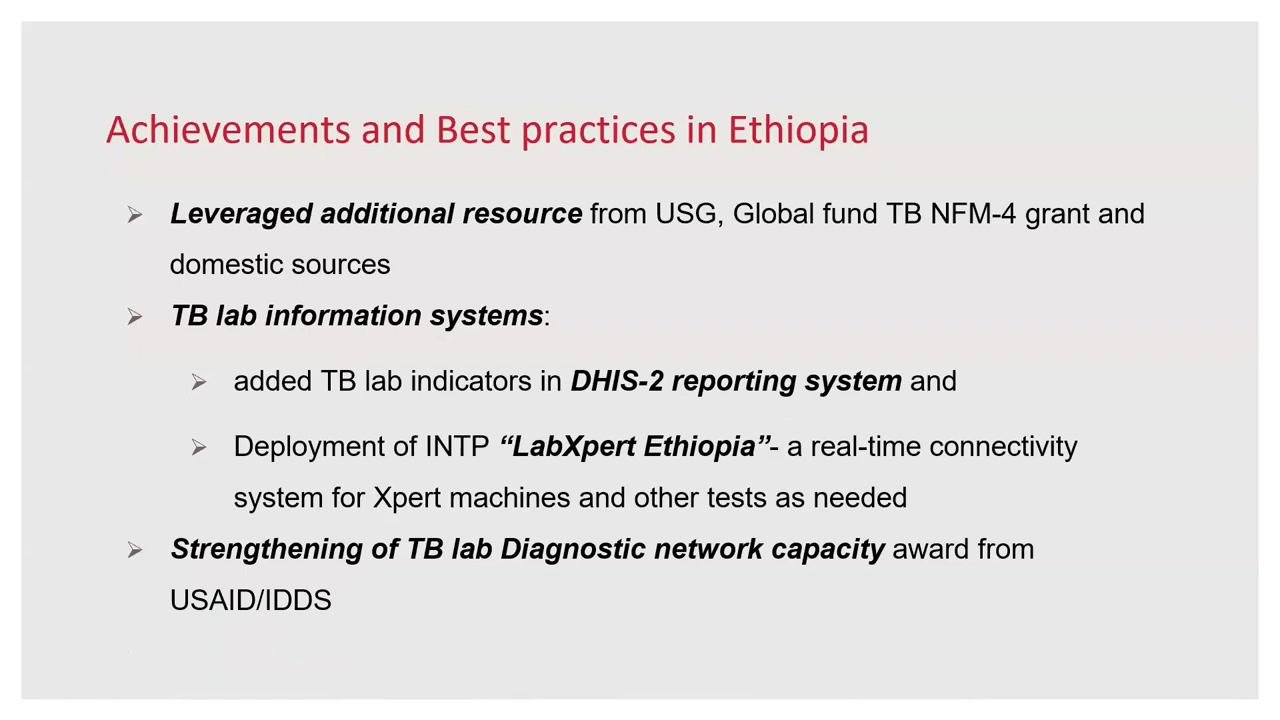 Achievements and Best practices in Ethiopia
Leveraged additional resource from USG, Global fund TB NFM-4 grant and
domestic sources
TB lab information systems:
added TB lab indicators in DHIS-2 reporting system and
Deployment of INTP “LabXpert Ethiopia”- a real-time connectivity
system for Xpert machines and other tests as needed
Strengthening of TB lab Diagnostic network capacity award from
USAID/IDDS